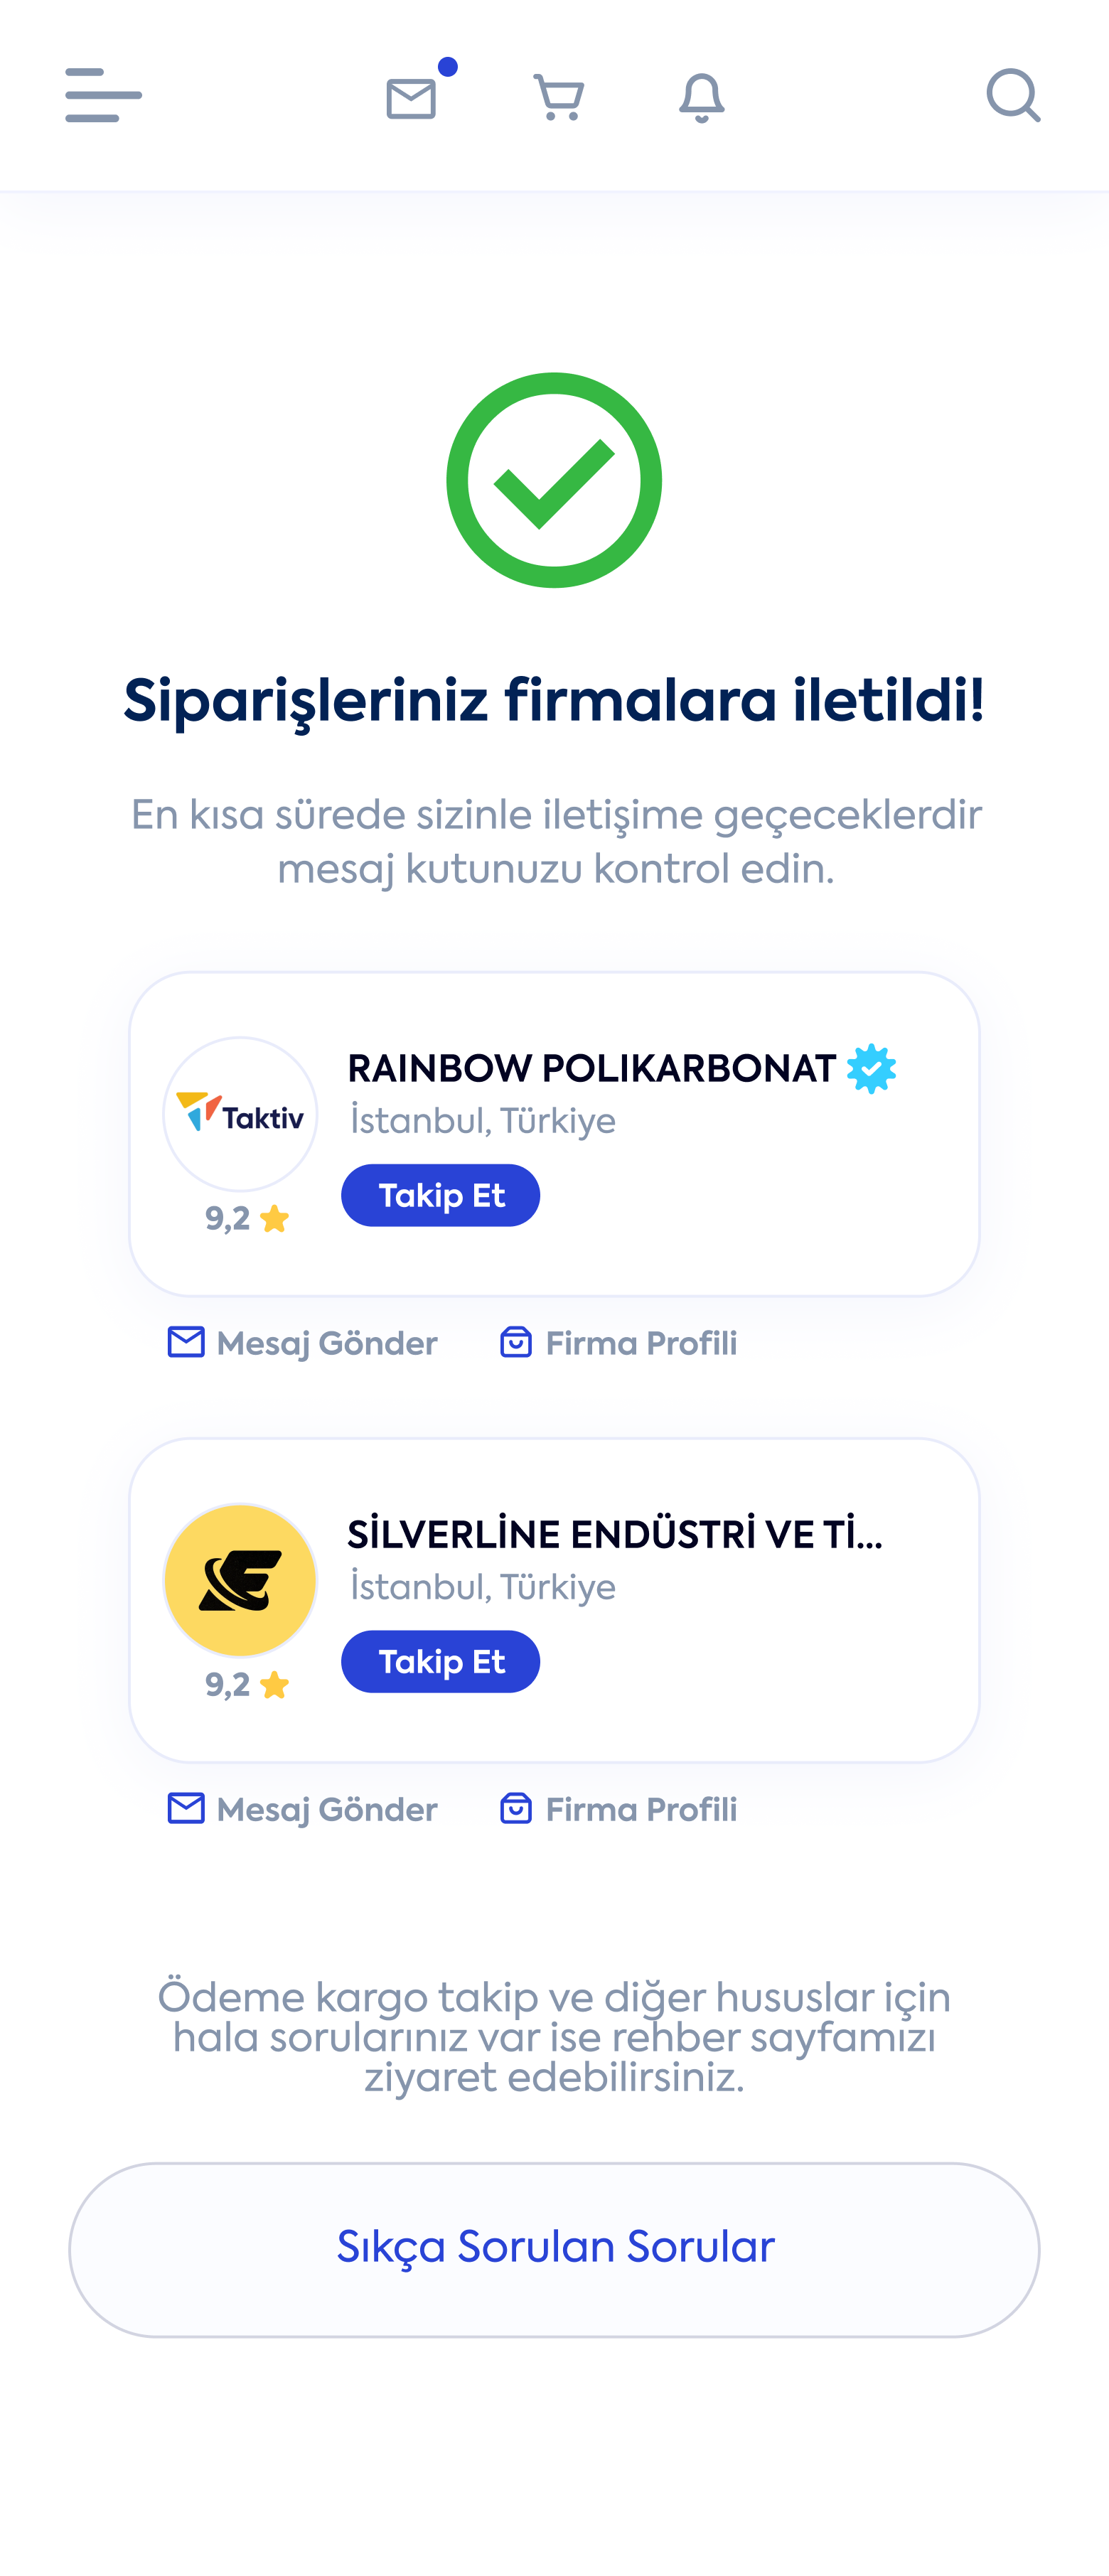 Siparişleriniz firmalara iletildi!
En kısa sürede sizinle iletişime geçeceklerdir
mesaj kutunuzu kontrol edin.
Taktiv
RAINBOW POLIKARBONAT
İstanbul, Türkiye
Takip Et
9,2
Mesaj Gönder
Firma Profili
SİLVERLİNE ENDÜSTRİ VE Tİ...
İstanbul, Türkiye
Takip Et
9,2
Mesaj Gönder
Firma Profili
Ödeme kargo takip ve diğer hususlar için
hala sorularınız var ise rehber sayfamızı
ziyaret edebilirsiniz.
Sıkça Sorulan Sorular